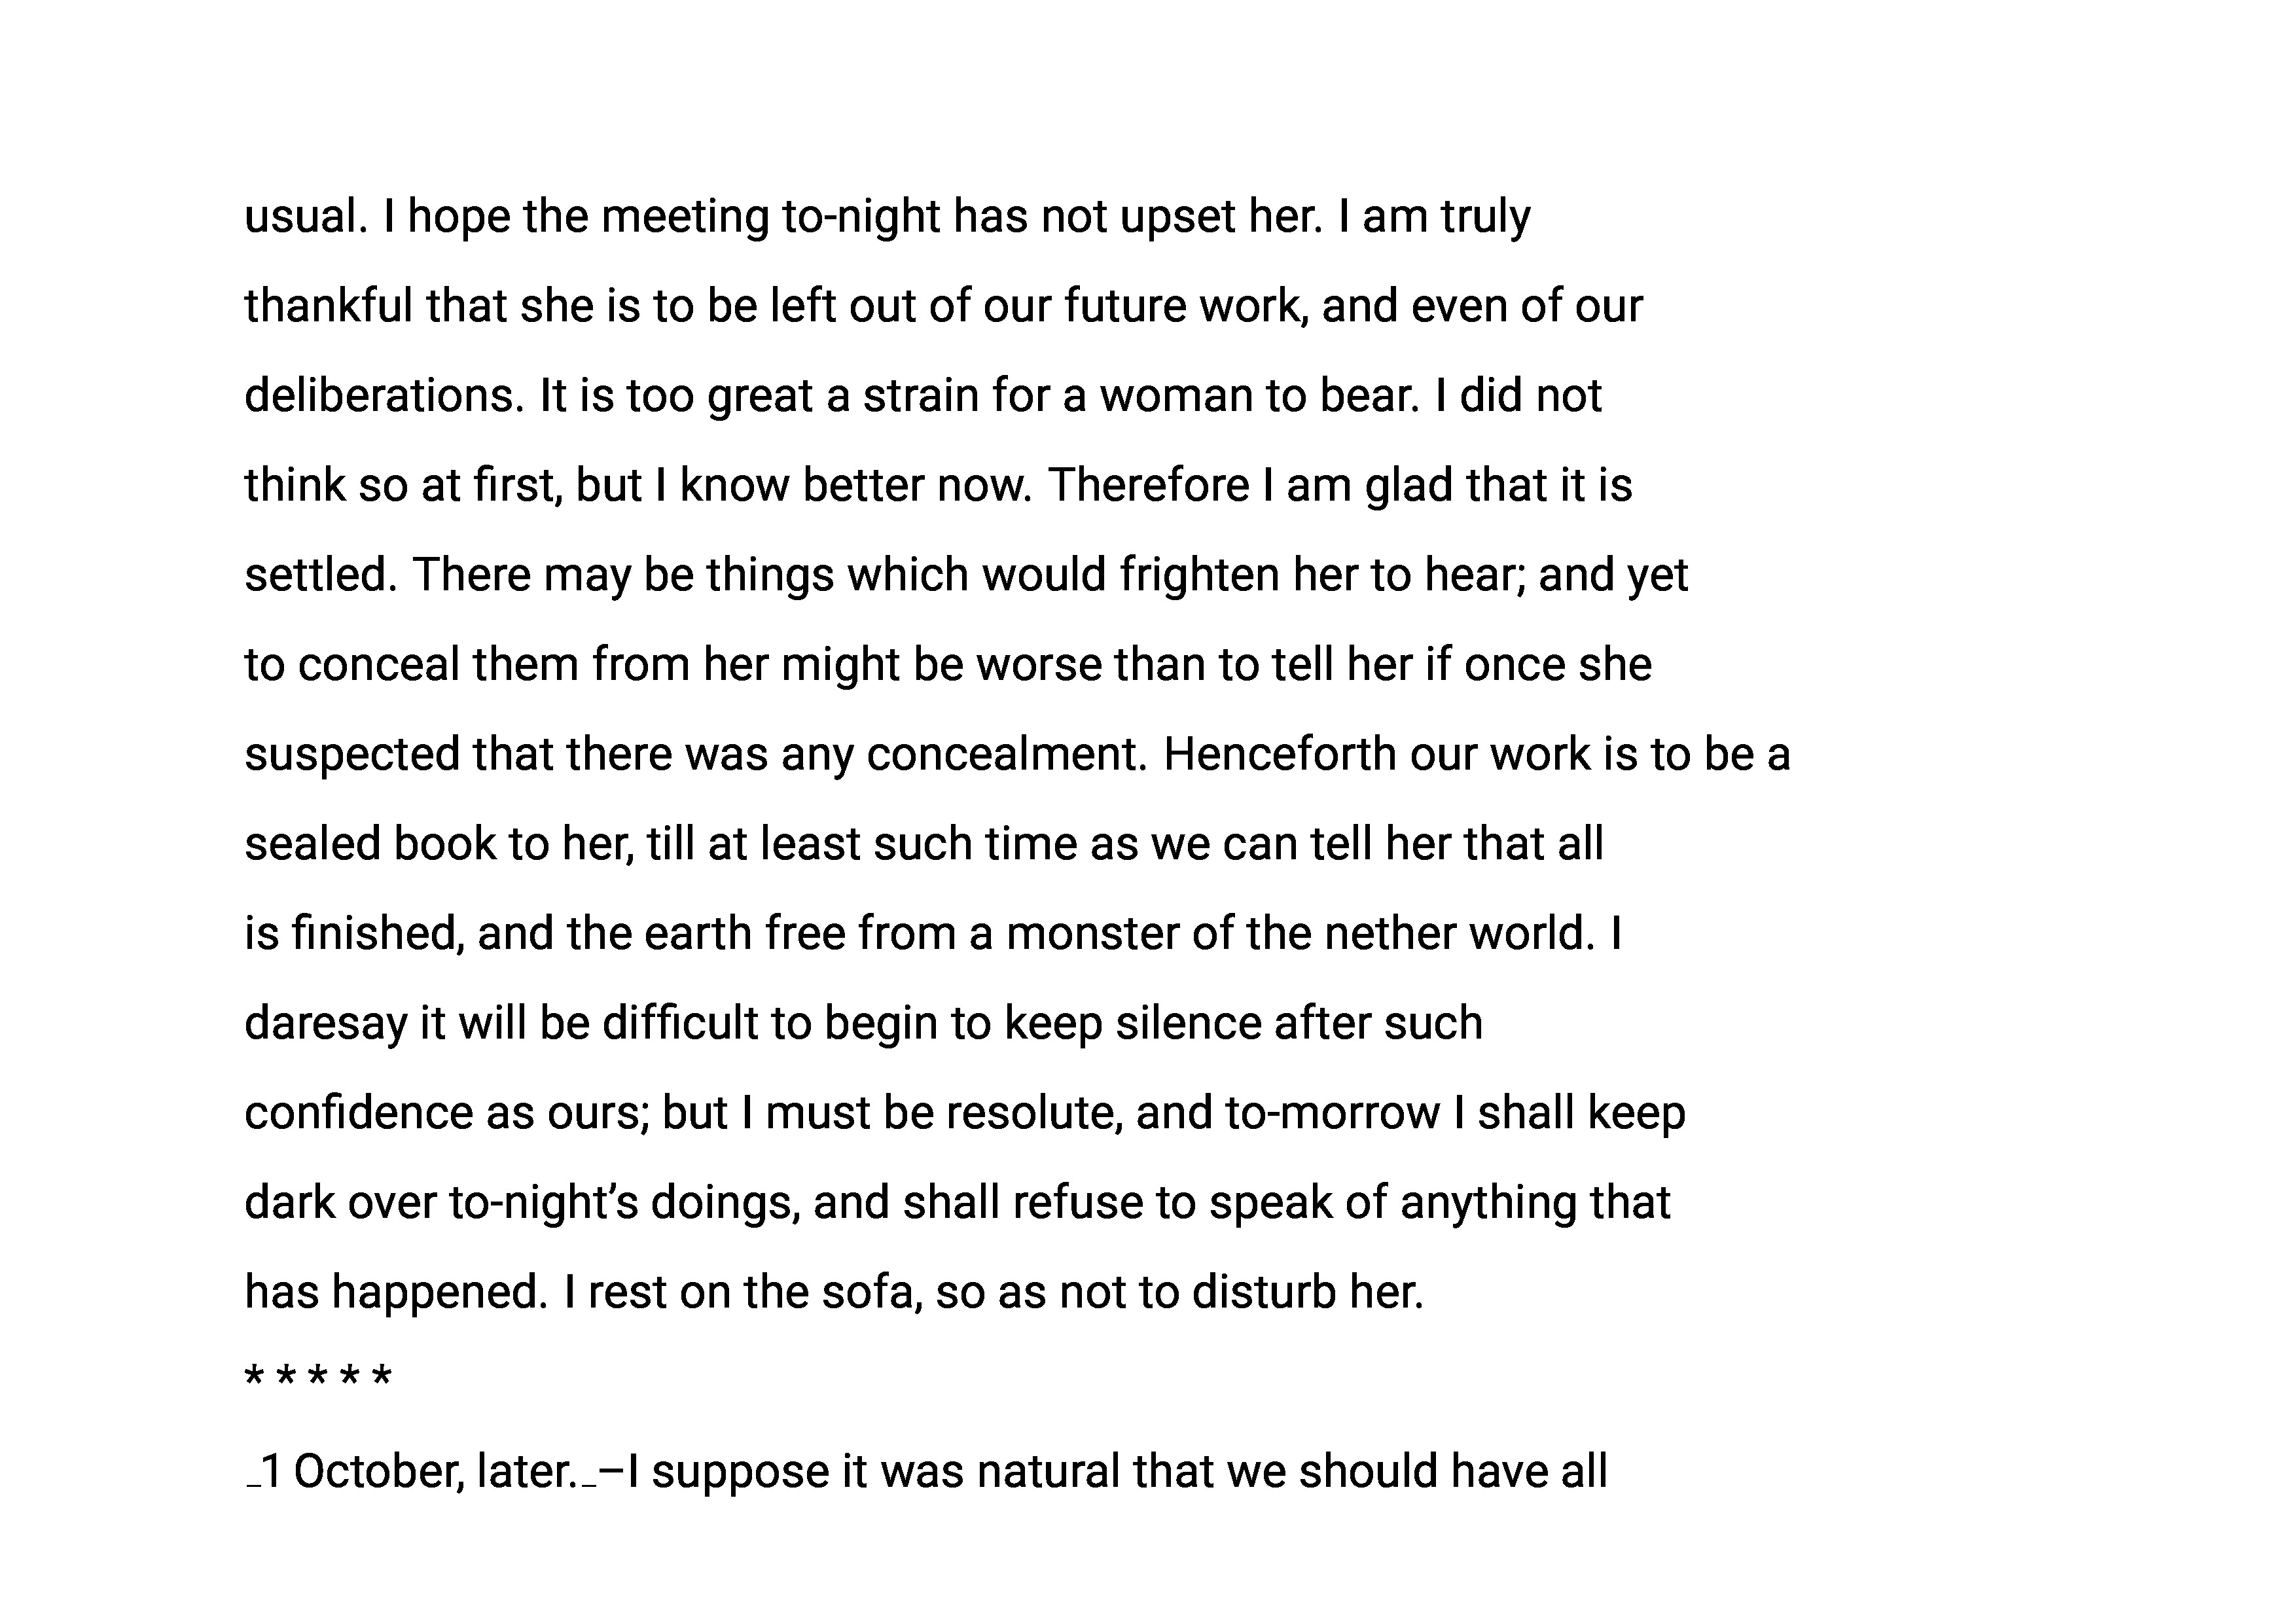 usual. I hope the meeting to-night has not upset her. I am truly
thankful that she is to be left out of our future work, and even of our
deliberations. It is too great a strain for a woman to bear. I did not
think so at first, but I know better now. Therefore I am glad that it is
settled. There may be things which would frighten her to hear; and yet
to conceal them from her might be worse than to tell her if once she
suspected that there was any concealment. Henceforth our work is to be a
sealed book to her, till at least such time as we can tell her that all
is finished, and the earth free from a monster of the nether world. I
daresay it will be difficult to begin to keep silence after such
confidence as ours; but I must be resolute, and to-morrow I shall keep
dark over to-night’s doings, and shall refuse to speak of anything that
has happened. I rest on the sofa, so as not to disturb her.
* * * * *
_1 October, later._–I suppose it was natural that we should have all